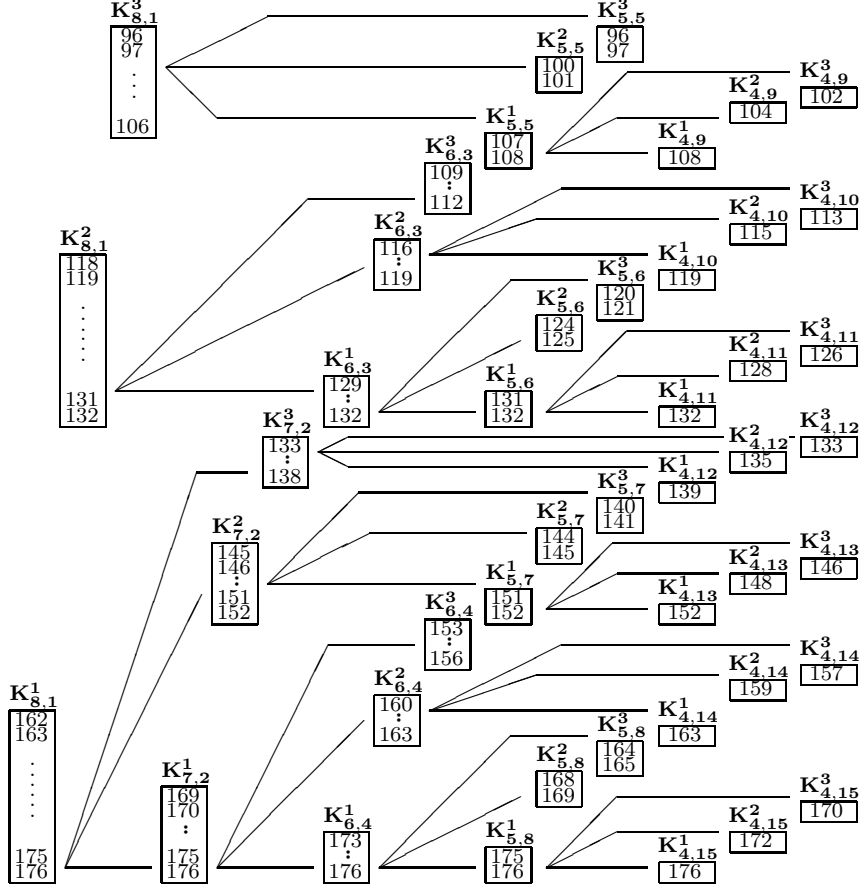 K^3_{8,1}
96
97
.
.
.
106
K^3_{5,5}
96
97
K^2_{5,5}
100
101
K^1_{5,5}
107
108
K^3_{4,9}
102
K^2_{4,9}
104
K^1_{4,9}
108
K^2_{8,1}
118
119
.
.
.
.
.
131
132
K^3_{6,3}
109
⋮
112
K^2_{6,3}
116
⋮
119
K^1_{6,3}
129
⋮
132
K^3_{4,10}
113
K^2_{4,10}
115
K^1_{4,10}
119
K^3_{5,6}
120
121
K^2_{5,6}
124
125
K^1_{5,6}
131
132
K^3_{4,11}
126
K^2_{4,11}
128
K^1_{4,11}
132
K^1_{8,1}
162
163
.
.
.
.
.
175
176
K^3_{7,2}
133
⋮
138
K^2_{7,2}
145
146
⋮
151
152
K^1_{7,2}
169
170
⋮
175
176
K^3_{4,12}
133
K^2_{4,12}
135
K^1_{4,12}
139
K^3_{5,7}
140
141
K^2_{5,7}
144
145
K^1_{5,7}
151
152
K^3_{4,13}
146
K^2_{4,13}
148
K^1_{4,13}
152
K^3_{6,4}
153
⋮
156
K^2_{6,4}
160
⋮
163
K^1_{6,4}
173
⋮
176
K^3_{4,14}
157
K^2_{4,14}
159
K^1_{4,14}
163
K^3_{5,8}
164
165
K^2_{5,8}
168
169
K^1_{5,8}
175
176
K^3_{4,15}
170
K^2_{4,15}
172
K^1_{4,15}
176